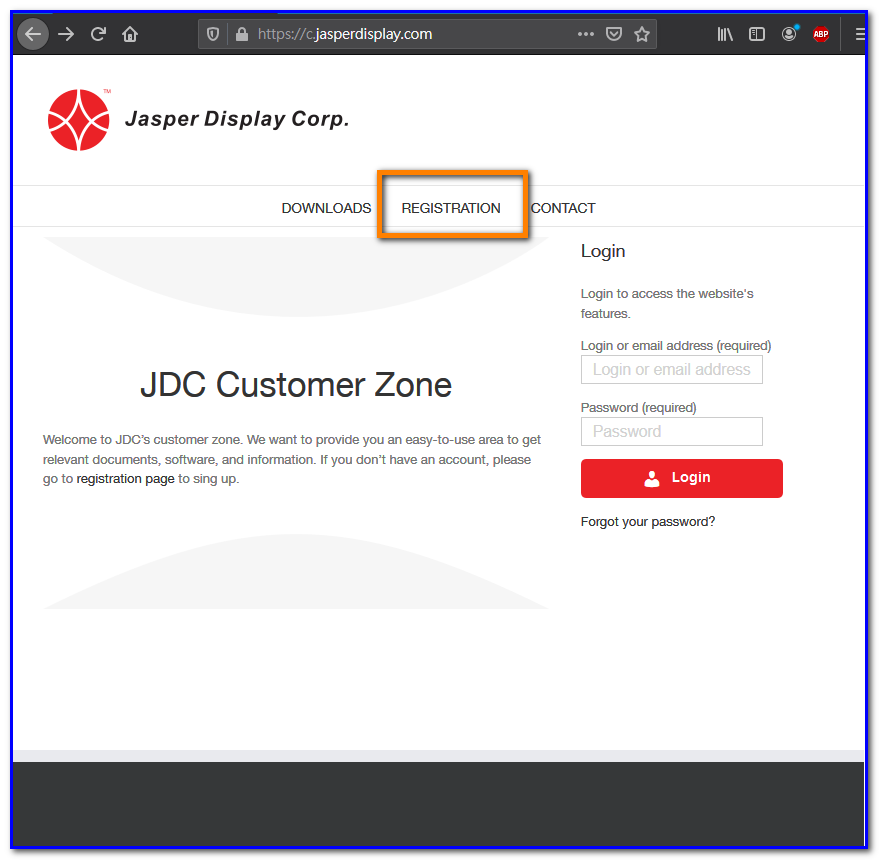 https://c.jasperdisplay.com
ABP
TM
Jasper Display Corp.
DOWNLOADS REGISTRATION CONTACT
JDC Customer Zone
Welcome to JDC’s customer zone. We want to provide you an easy-to-use area to get
relevant documents, software, and information. If you don’t have an account, please
go to registration page to sing up.
Login
Login to access the website's
features.
Login or email address (required)
Login or email address
Password (required)
Password
Login
Forgot your password?